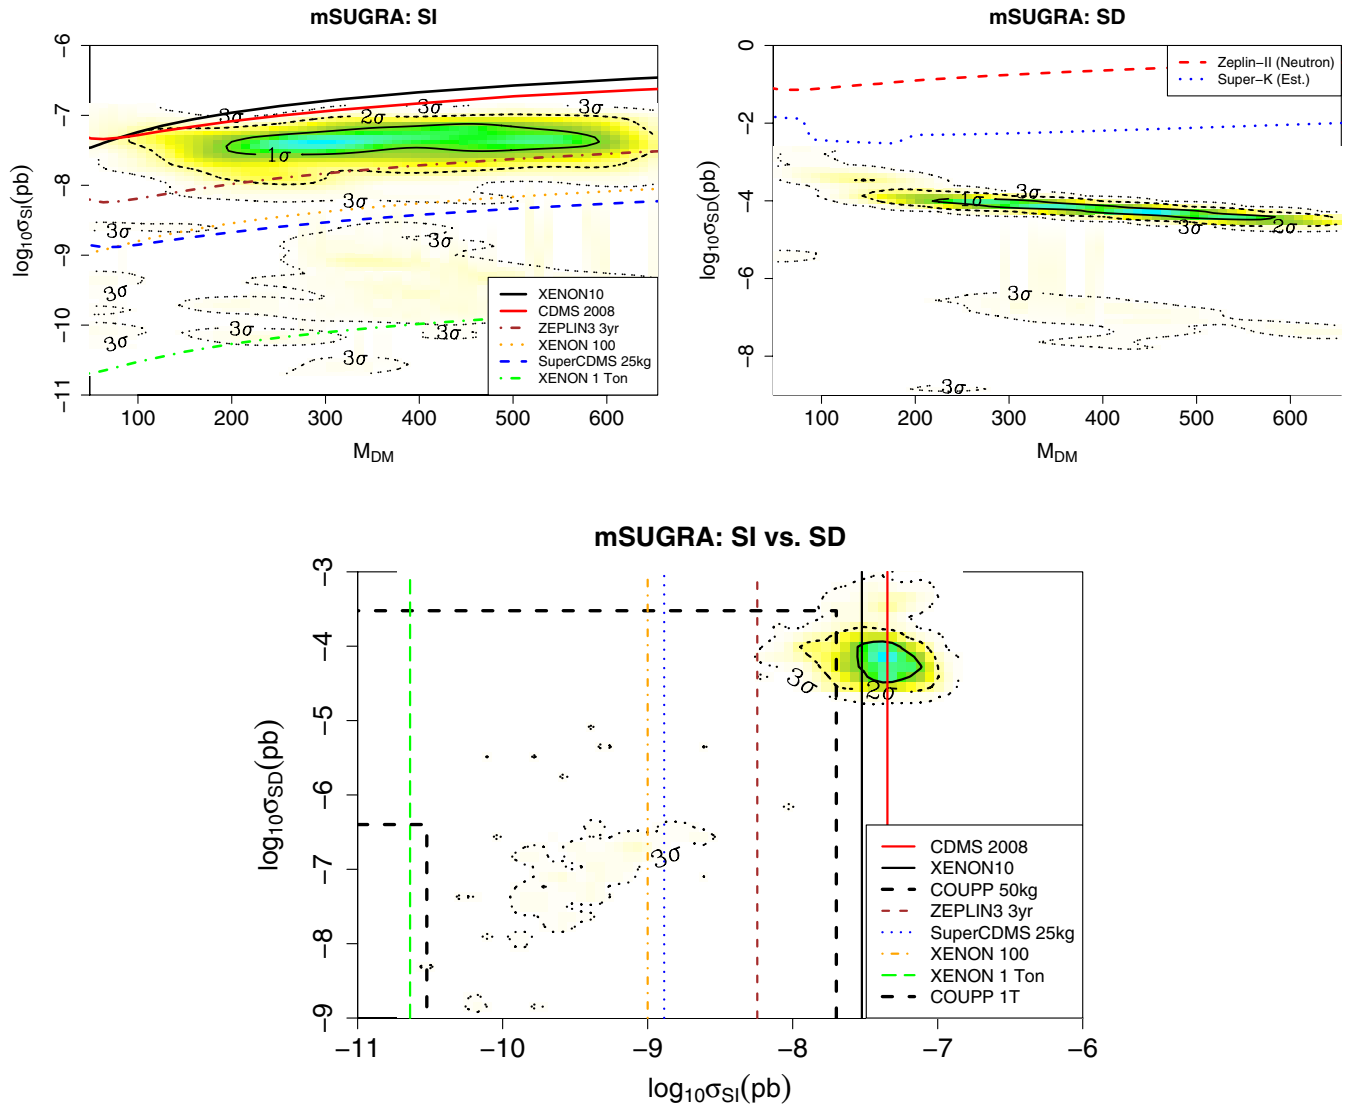 mSUGRA: SI
log10σSI(pb)
−6
−7
−8
−9
−10
−11
3σ
3σ
3σ
2σ
1σ
3σ
3σ
3σ
3σ
3σ
3σ
3σ
3σ
3σ
XENON10
CDMS 2008
ZEPLIN3 3yr
XENON 100
SuperCDMS 25kg
XENON 1 Ton
100 200 300 400 500 600
MDM
mSUGRA: SD
log10σSD(pb)
0
−2
−4
−6
−8
Zeplin−II (Neutron)
Super−K (Est.)
3σ
1σ
3σ
2σ
3σ
3σ
100 200 300 400 500 600
MDM
mSUGRA: SI vs. SD
log10σSD(pb)
−3
−4
−5
−6
−7
−8
−9
3σ
2σ
3σ
CDMS 2008
XENON10
COUPP 50kg
ZEPLIN3 3yr
SuperCDMS 25kg
XENON 100
XENON 1 Ton
COUPP 1T
−11 −10 −9 −8 −7 −6
log10σSI(pb)